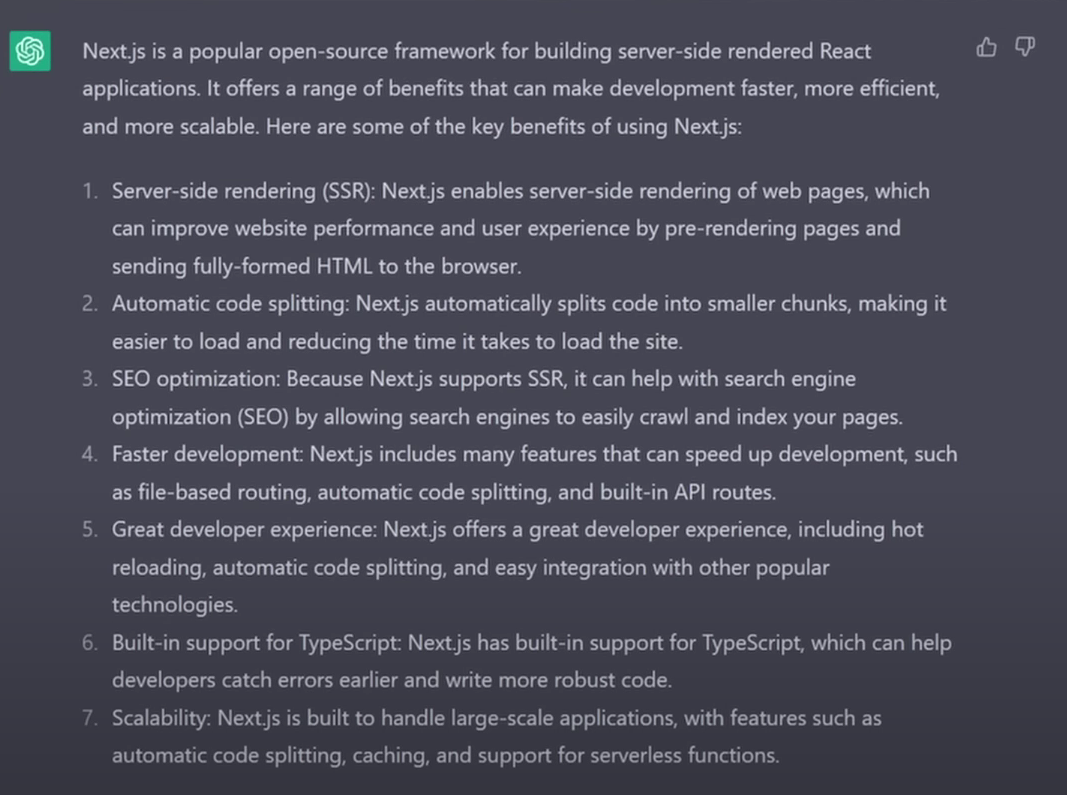 Next.js is a popular open-source framework for building server-side rendered React
applications. It offers a range of benefits that can make development faster, more efficient,
and more scalable. Here are some of the key benefits of using Next.js:
1. Server-side rendering (SSR): Next.js enables server-side rendering of web pages, which
can improve website performance and user experience by pre-rendering pages and
sending fully-formed HTML to the browser.
2. Automatic code splitting: Next.js automatically splits code into smaller chunks, making it
easier to load and reducing the time it takes to load the site.
3. SEO optimization: Because Next.js supports SSR, it can help with search engine
optimization (SEO) by allowing search engines to easily crawl and index your pages.
4. Faster development: Next.js includes many features that can speed up development, such
as file-based routing, automatic code splitting, and built-in API routes.
5. Great developer experience: Next.js offers a great developer experience, including hot
reloading, automatic code splitting, and easy integration with other popular
technologies.
6. Built-in support for TypeScript: Next.js has built-in support for TypeScript, which can help
developers catch errors earlier and write more robust code.
7. Scalability: Next.js is built to handle large-scale applications, with features such as
automatic code splitting, caching, and support for serverless functions.